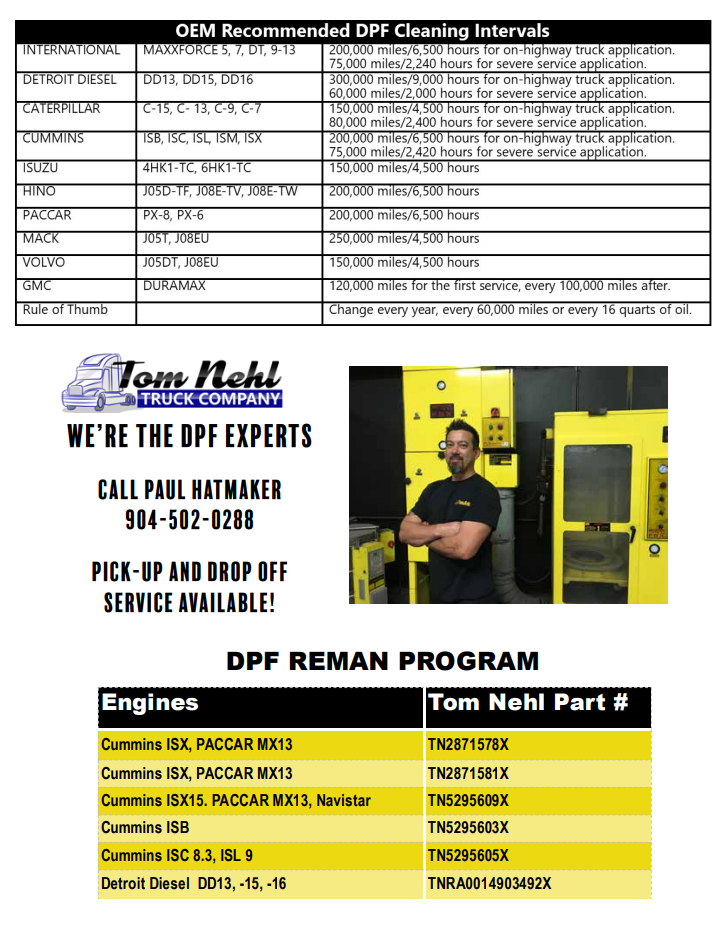 OEM Recommended DPF Cleaning Intervals
INTERNATIONAL MAXXFORCE 5, 7, DT, 9-13 200,000 miles/6,500 hours for on-highway truck application.
75,000 miles/2,240 hours for severe service application.
DETROIT DIESEL DD13, DD15, DD16 300,000 miles/9,000 hours for on-highway truck application.
60,000 miles/2,000 hours for severe service application.
CATERPILLAR C-15, C- 13, C-9, C-7 150,000 miles/4,500 hours for on-highway truck application.
80,000 miles/2,400 hours for severe service application.
CUMMINS ISB, ISC, ISL, ISM, ISX 200,000 miles/6,500 hours for on-highway truck application.
75,000 miles/2,420 hours for severe service application.
ISUZU 4HK1-TC, 6HK1-TC 150,000 miles/4,500 hours
HINO J05D-TF, J08E-TV, J08E-TW 200,000 miles/6,500 hours
PACCAR PX-8, PX-6 200,000 miles/6,500 hours
MACK J05T, J08EU 250,000 miles/4,500 hours
VOLVO J05DT, J08EU 150,000 miles/4,500 hours
GMC DURAMAX 120,000 miles for the first service, every 100,000 miles after.
Rule of Thumb Change every year, every 60,000 miles or every 16 quarts of oil.
Tom Nehl
TRUCK COMPANY
WE'RE THE DPF EXPERTS
CALL PAUL HATMAKER
904-502-0288
PICK-UP AND DROP OFF
SERVICE AVAILABLE!
DPF REMAN PROGRAM
Engines Tom Nehl Part #
Cummins ISX, PACCAR MX13 TN2871578X
Cummins ISX, PACCAR MX13 TN2871581X
Cummins ISX15. PACCAR MX13, Navistar TN5295609X
Cummins ISB TN5295603X
Cummins ISC 8.3, ISL 9 TN5295605X
Detroit Diesel DD13, -15, -16 TNRA0014903492X